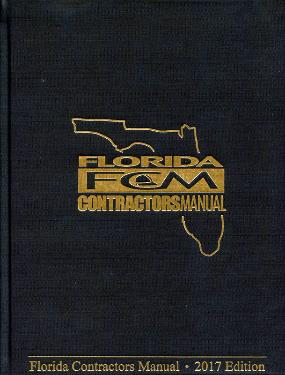 FLORIDA
FCM
CONTRACTORSMANUAL
Florida Contractors Manual • 2017 Edition